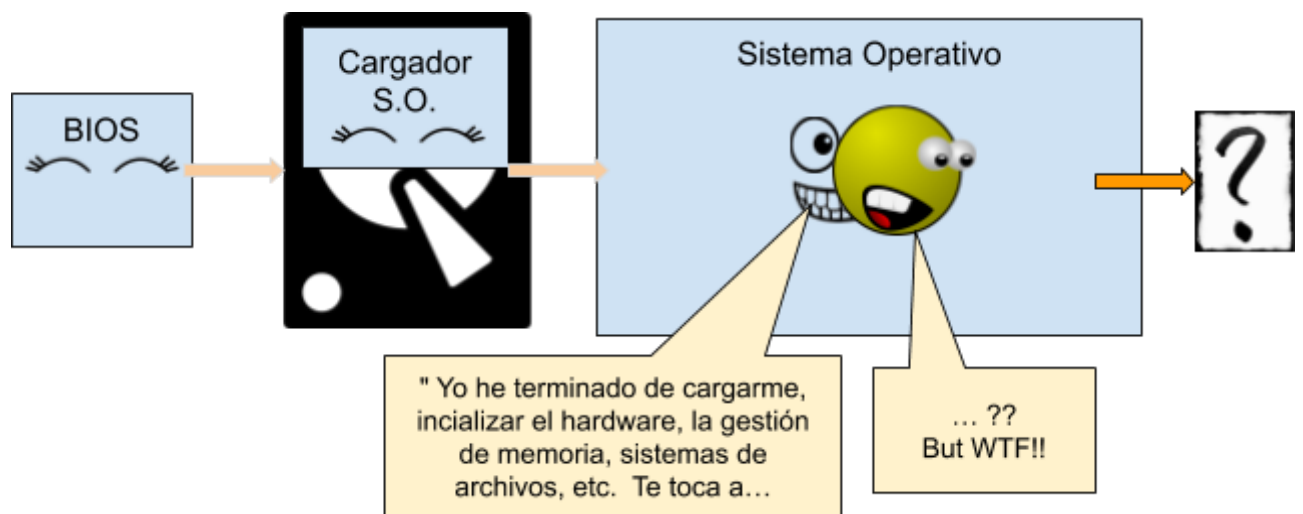 BIOS
Cargador
S.O.
Sistema Operativo
?
" Yo he terminado de cargarme,
incializar el hardware, la gestión
de memoria, sistemas de
archivos, etc.  Te toca a…
… ??
But WTF!!